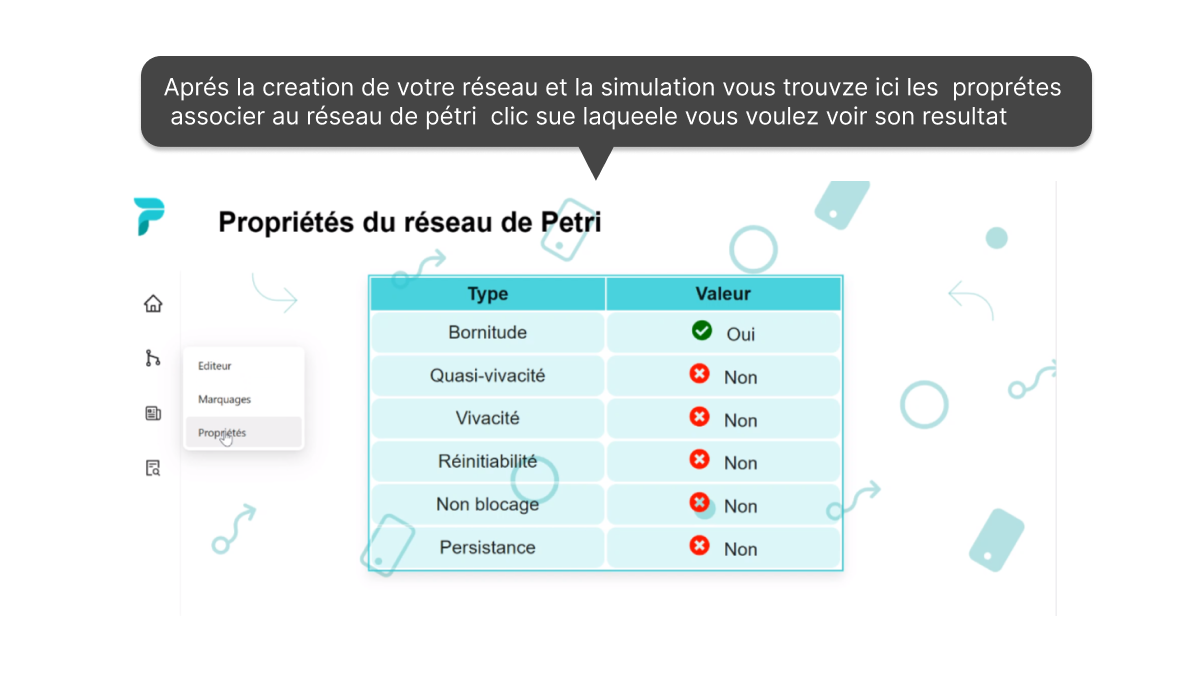 Aprés la creation de votre réseau et la simulation vous trouvze ici les proprétes
associer au réseau de pétri clic sue laqueele vous voulez voir son resultat
Propriétés du réseau de Petri
Type Valeur
Bornitude Oui
Quasi-vivacité Non
Vivacité Non
Réinitiabilité Non
Non blocage Non
Persistance Non
Editeur
Marquages
Propriétés